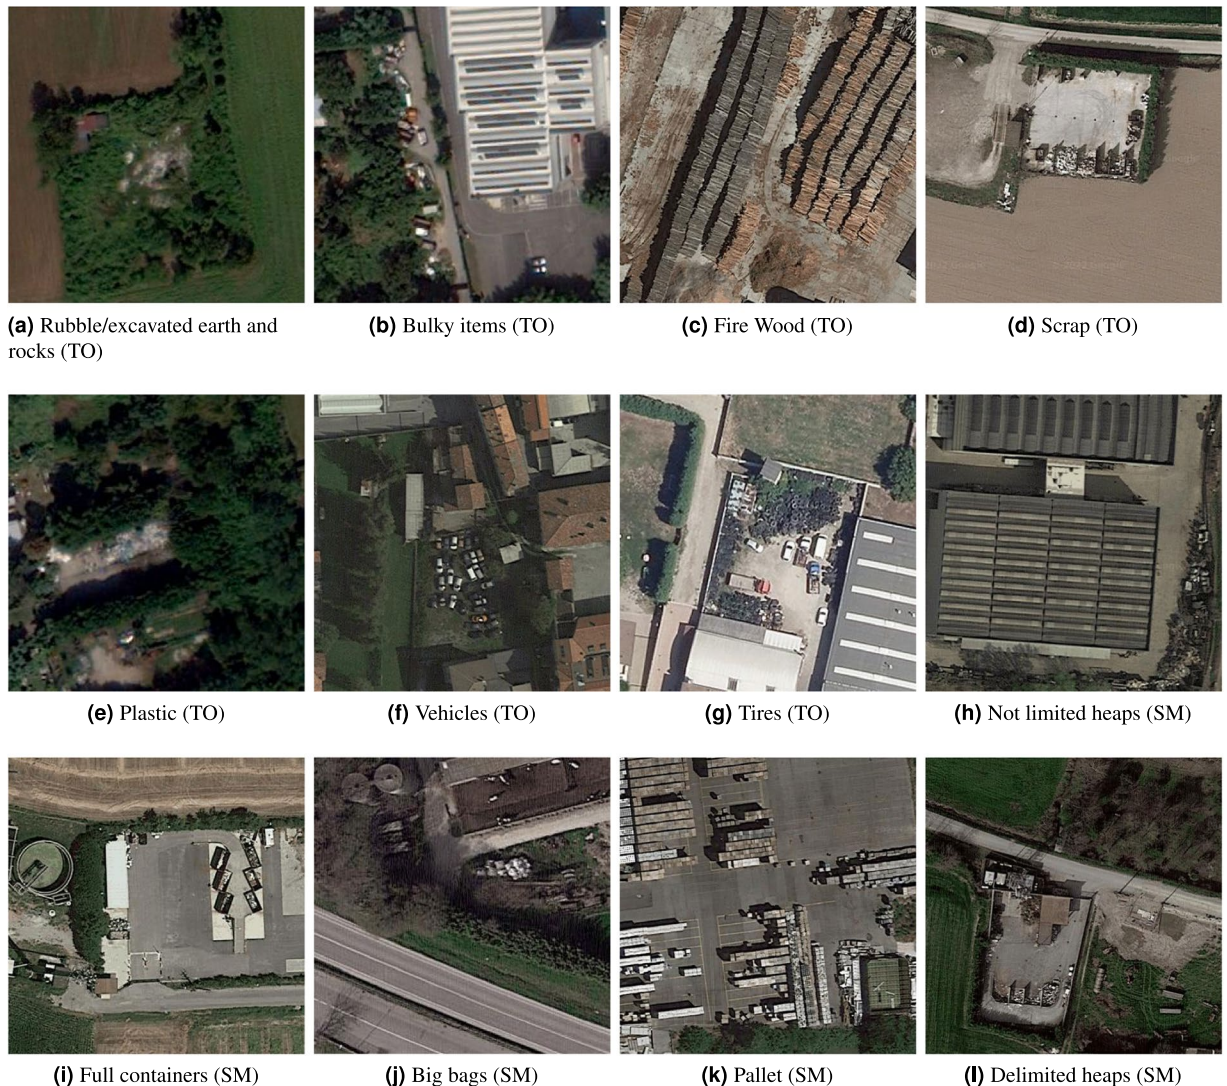 (a) Rubble/excavated earth and
rocks (TO)
(b) Bulky items (TO)
(c) Fire Wood (TO)
(d) Scrap (TO)
(e) Plastic (TO)
(f) Vehicles (TO)
(g) Tires (TO)
(h) Not limited heaps (SM)
(i) Full containers (SM)
(j) Big bags (SM)
(k) Pallet (SM)
(l) Delimited heaps (SM)